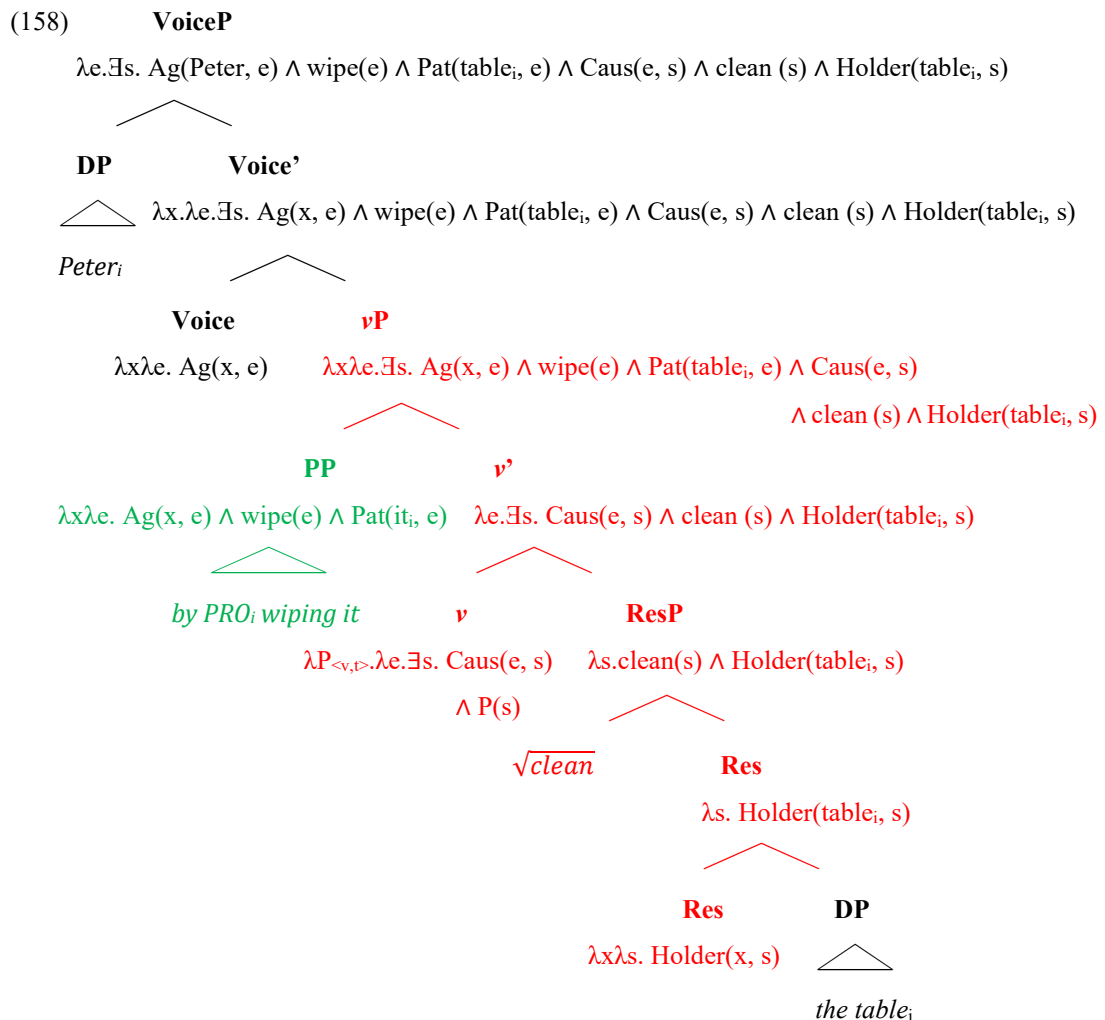 (158) VoiceP
λe.∃s. Ag(Peter, e) ∧ wipe(e) ∧ Pat(tableᵢ, e) ∧ Caus(e, s) ∧ clean (s) ∧ Holder(tableᵢ, s)
DP Voice’
λx.λe.∃s. Ag(x, e) ∧ wipe(e) ∧ Pat(tableᵢ, e) ∧ Caus(e, s) ∧ clean (s) ∧ Holder(tableᵢ, s)
Peterᵢ
Voice vP
λxλe. Ag(x, e) λxλe.∃s. Ag(x, e) ∧ wipe(e) ∧ Pat(tableᵢ, e) ∧ Caus(e, s)
∧ clean (s) ∧ Holder(tableᵢ, s)
PP v’
λxλe. Ag(x, e) ∧ wipe(e) ∧ Pat(itᵢ, e) λe.∃s. Caus(e, s) ∧ clean (s) ∧ Holder(tableᵢ, s)
by PROᵢ wiping it v ResP
λP<v,t>.λe.∃s. Caus(e, s) λs.clean(s) ∧ Holder(tableᵢ, s)
∧ P(s)
√clean Res
λs. Holder(tableᵢ, s)
Res DP
λxλs. Holder(x, s)
the tableᵢ